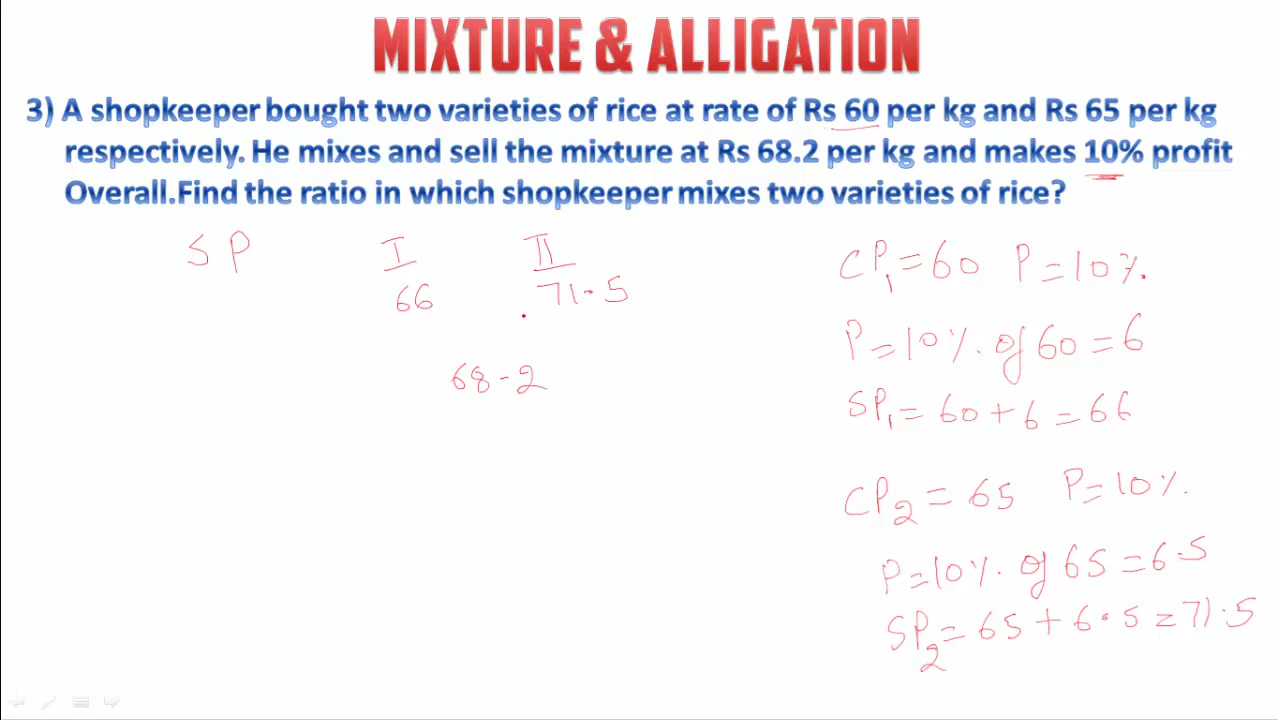 MIXTURE & ALLIGATION
3) A shopkeeper bought two varieties of rice at rate of Rs 60 per kg and Rs 65 per kg
respectively. He mixes and sell the mixture at Rs 68.2 per kg and makes 10% profit
Overall.Find the ratio in which shopkeeper mixes two varieties of rice?
SP I II
66 71.5
68.2
CP1=60 P=10%.
P=10%. of 60=6
SP1=60+6=66
CP2=65 P=10%.
P=10%. of 65=6.5
SP2=65+6.5=71.5